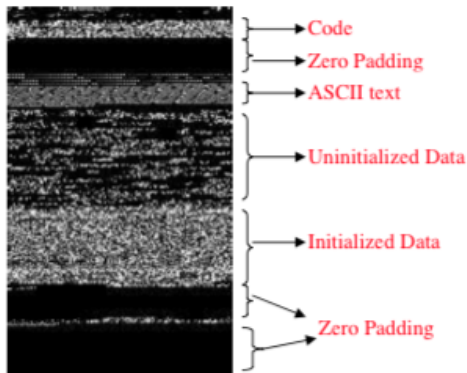 Code
Zero Padding
ASCII text
Uninitialized Data
Initialized Data
Zero Padding